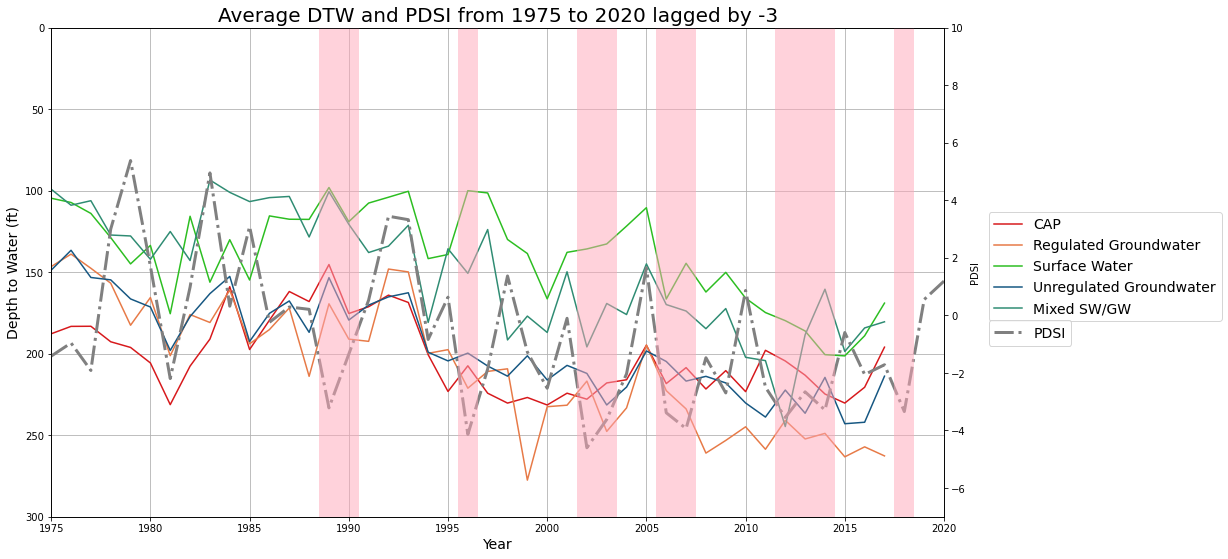 Average DTW and PDSI from 1975 to 2020 lagged by -3
0
50
100
150
200
250
300
Depth to Water (ft)
1975
1980
1985
1990
1995
2000
2005
2010
2015
2020
Year
10
8
6
4
2
0
−2
−4
−6
PDSI
CAP
Regulated Groundwater
Surface Water
Unregulated Groundwater
Mixed SW/GW
PDSI